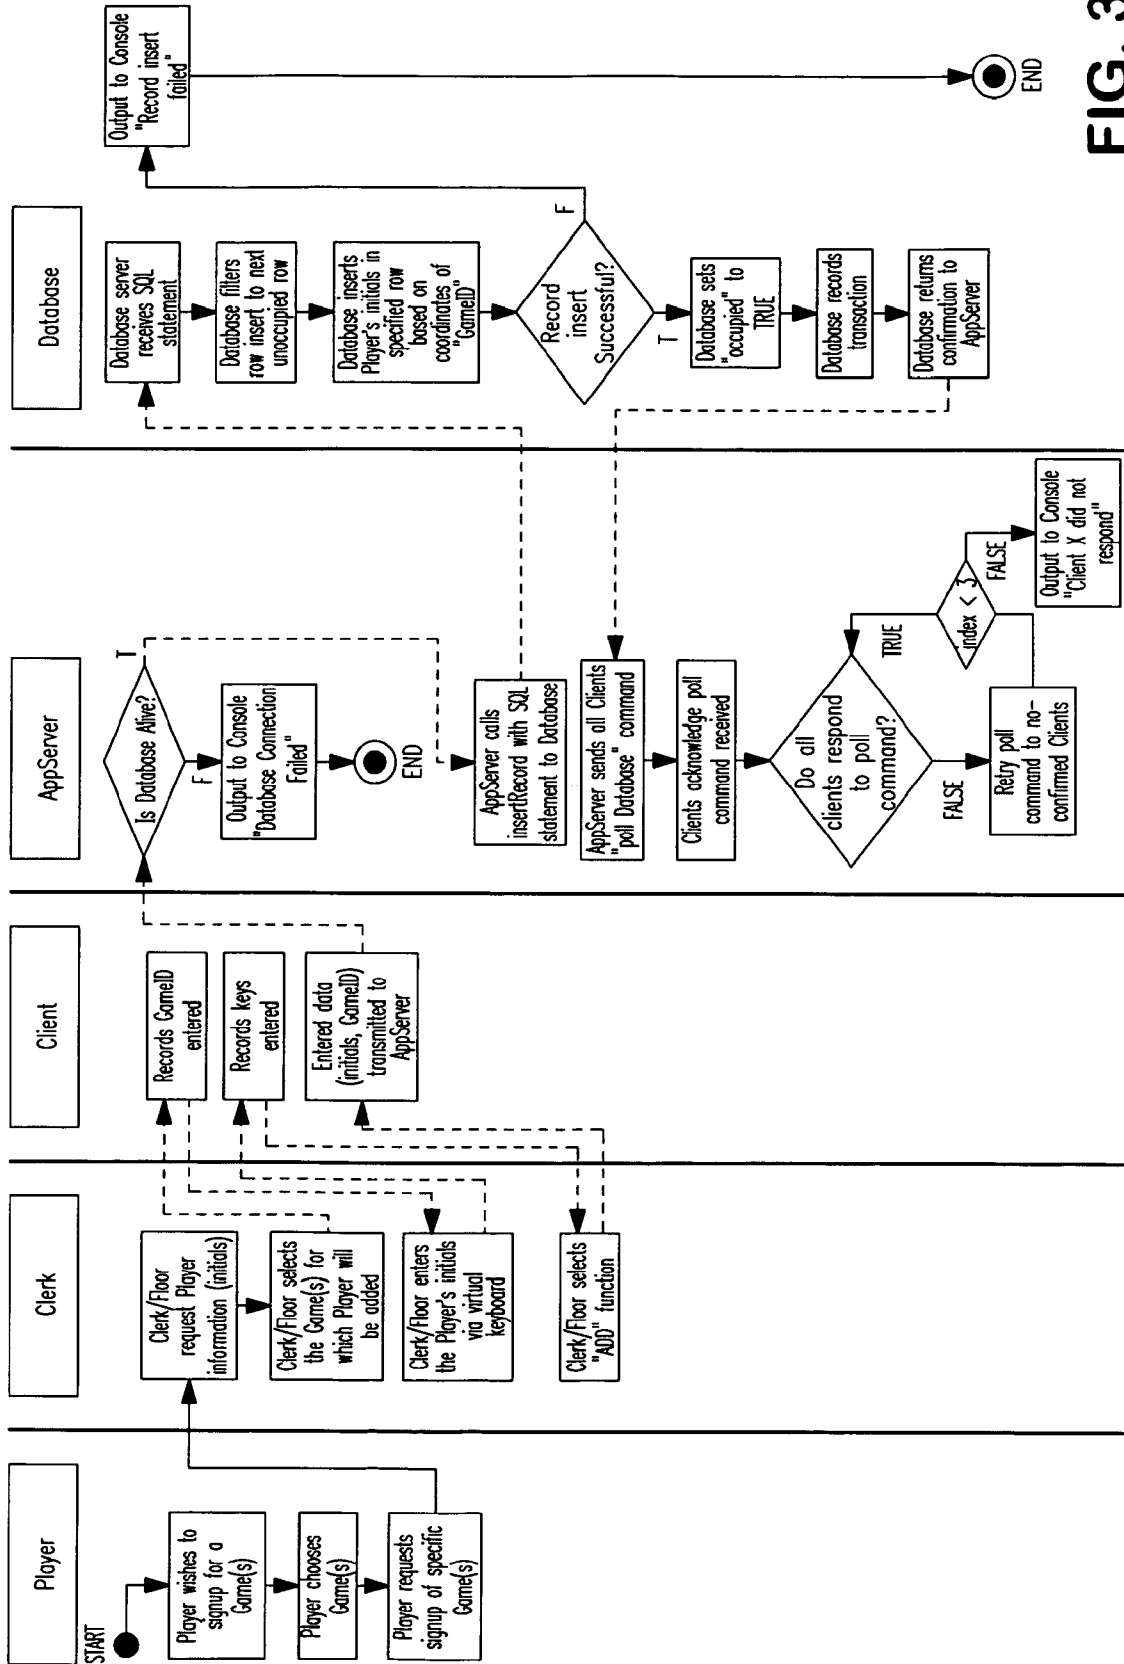 Player
START
Player wishes to
signup for a
Game(s)
Player chooses
Game(s)
Player requests
signup of specific
Game(s)
Clerk
Clerk/Floor
request Player
information (initials)
Clerk/Floor selects
the Game(s) for
which Player will
be added
Clerk/Floor enters
the Player's initials
via virtual
keyboard
Clerk/Floor selects
"ADD" function
Client
Records GameID
entered
Records keys
entered
Entered data
(initials, GameID)
transmitted to
AppServer
AppServer
Is Database Alive?
T
F
Output to Console
"Database Connection
Failed"
END
AppServer calls
insertRecord with SQL
statement to Database
AppServer sends all Clients
"poll Database" command
Clients acknowledge poll
command received
Do all
clients respond
to poll
command?
TRUE
FALSE
Retry poll
command to no-
confirmed Clients
index < 3
FALSE
Output to Console
"Client X did not
respond"
Database
Database server
receives SQL
statement
Database filters
row insert to next
unoccupied row
Database inserts
Player's initials in
specified row
based on
coordinates of
"GameID"
Record
insert
Successful?
F
T
Database sets
"occupied" to
TRUE
Database records
transaction
Database returns
confirmation to
AppServer
Output to Console
"Record insert
failed"
END
FIG. 3